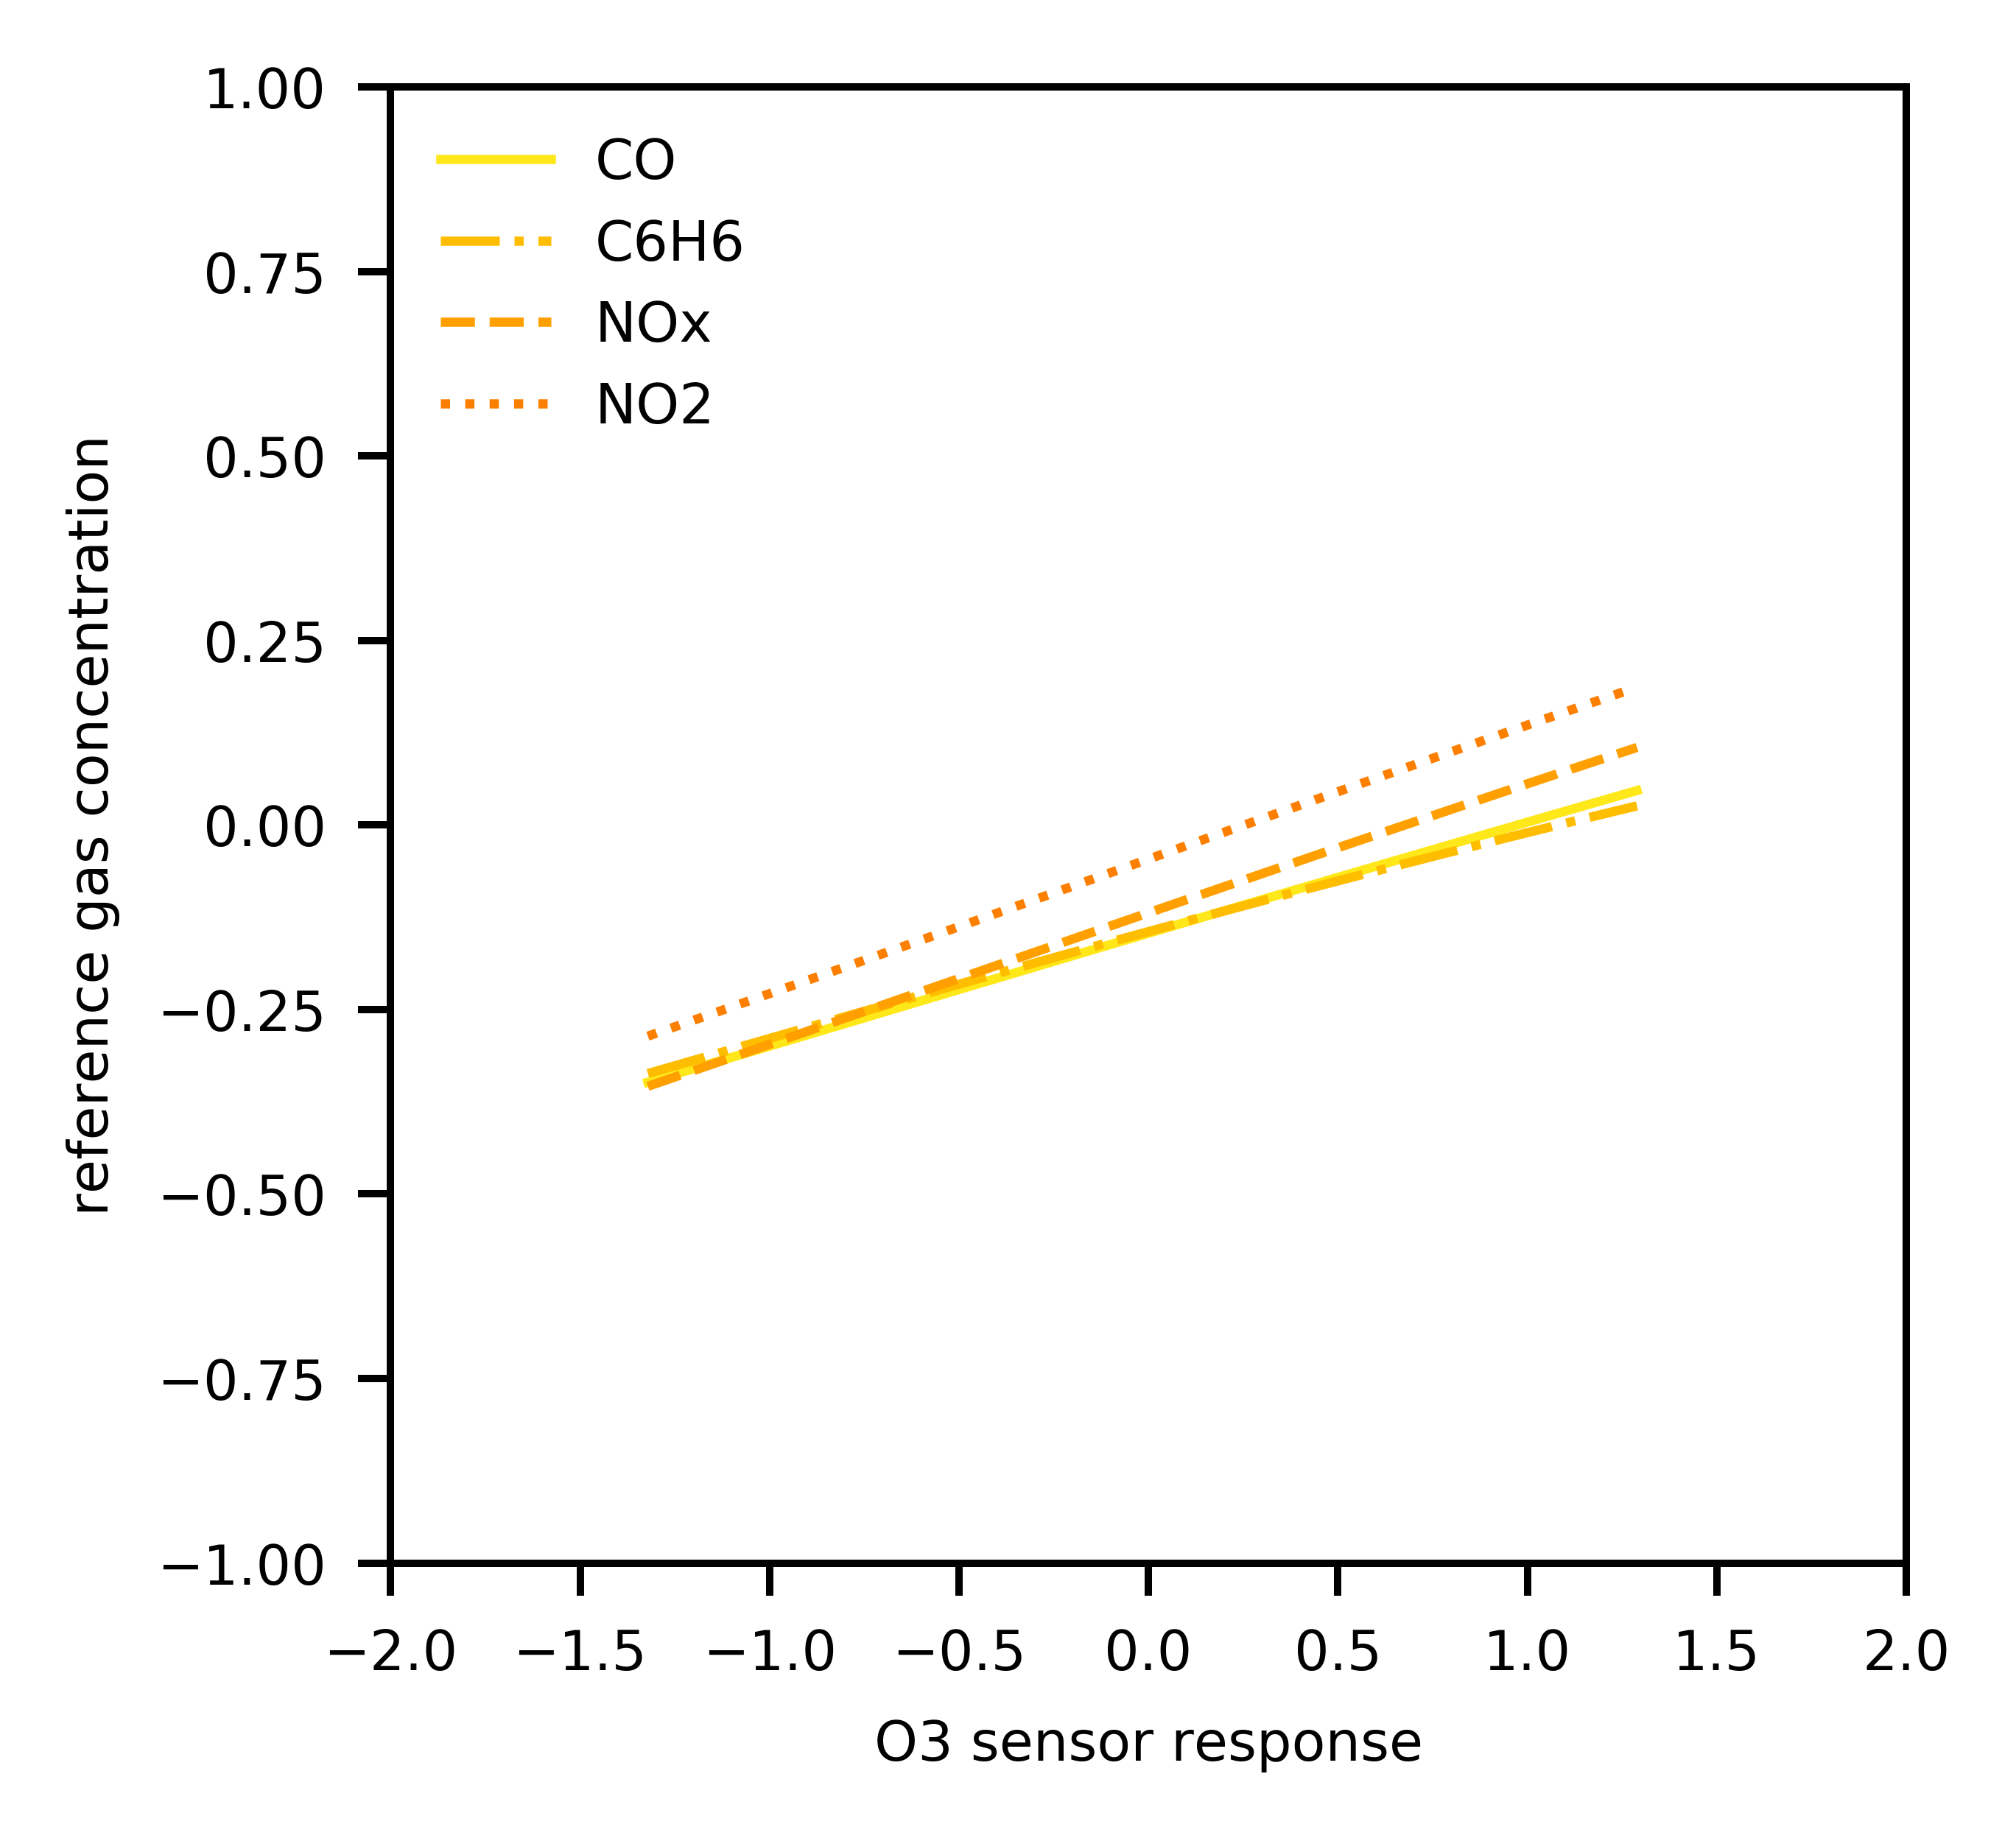 1.00
0.75
0.50
0.25
0.00
−0.25
−0.50
−0.75
−1.00
reference gas concentration
CO
C6H6
NOx
NO2
−2.0 −1.5 −1.0 −0.5 0.0 0.5 1.0 1.5 2.0
O3 sensor response